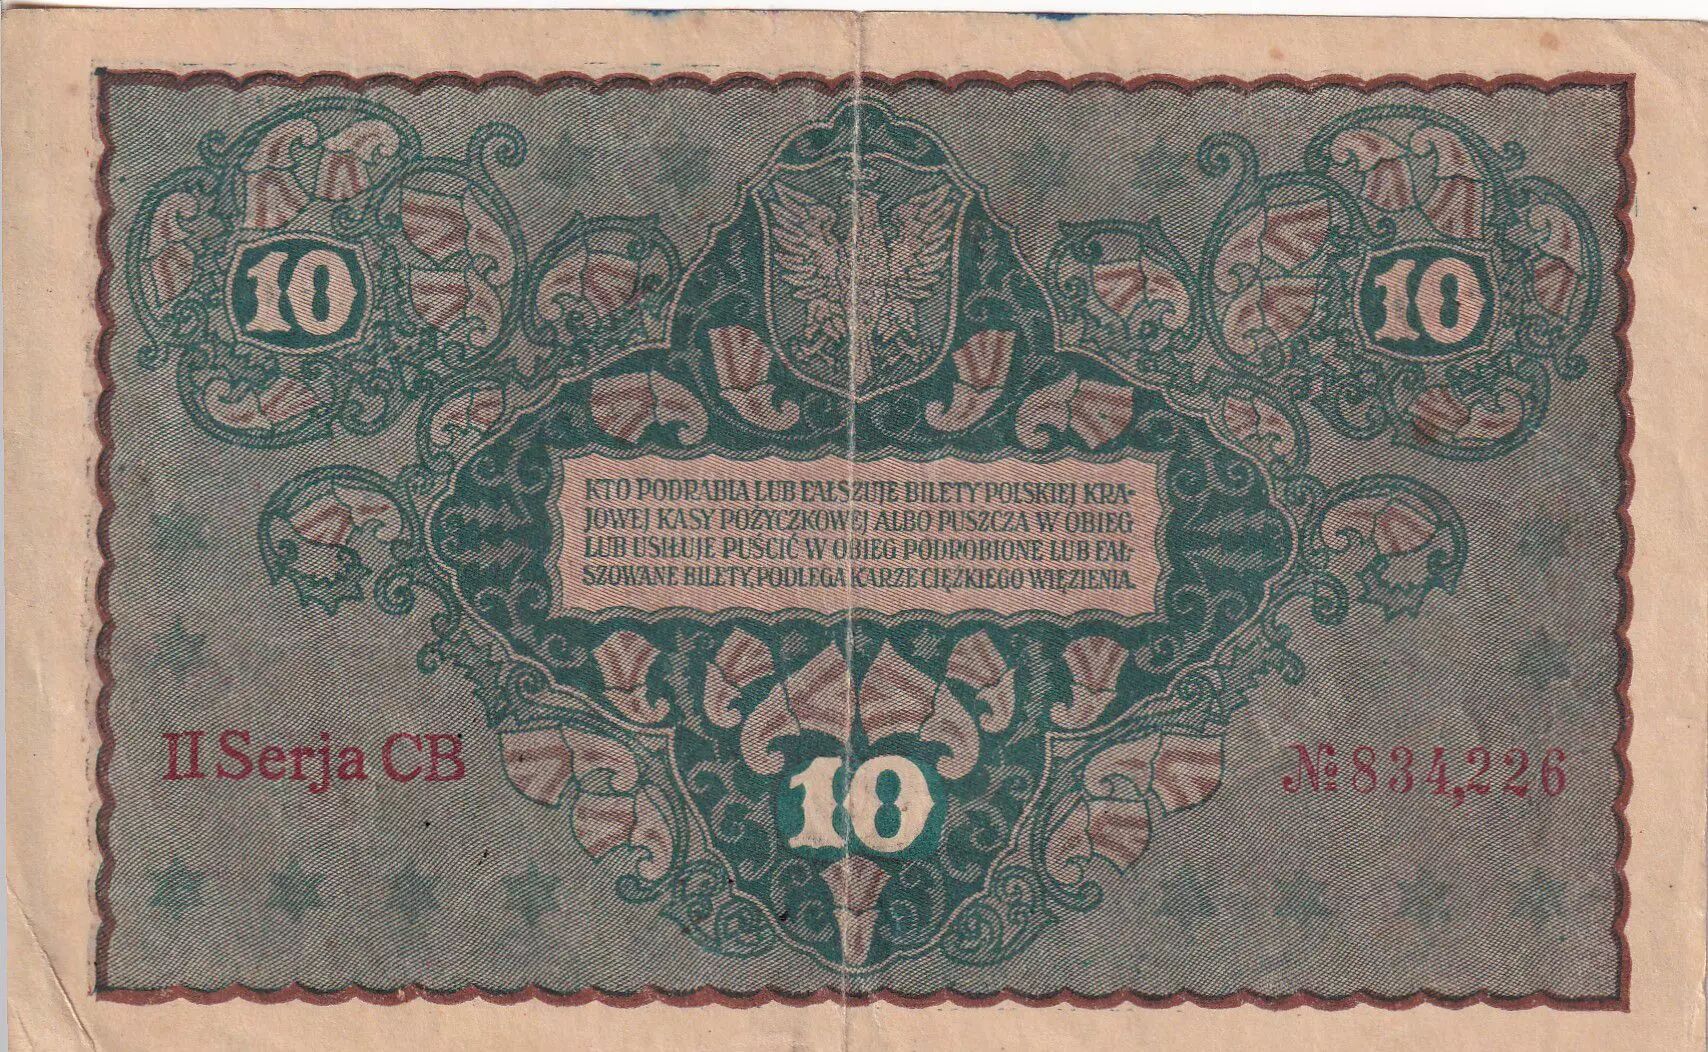 10
10
KTO PODRABIA LUB FAŁSZUJE BILETY POLSKIEJ KRA-
JOWEJ KASY POŻYCZKOWEJ ALBO PUSZCZA W OBIEG
LUB USIŁUJE PUŚCIĆ W OBIEG PODROBIONE LUB FAŁ-
SZOWANE BILETY, PODLEGA KARZE CIĘŻKIEGO WIĘZIENIA.
II Serja CB
№ 834,226
10